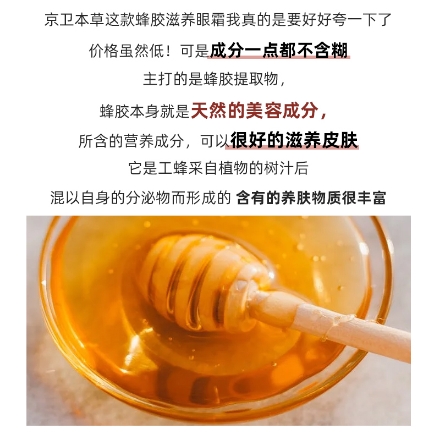 京卫本草这款蜂胶滋养眼霜我真的是要好好夸一下了
价格虽然低！可是成分一点都不含糊
主打的是蜂胶提取物，
蜂胶本身就是天然的美容成分，
所含的营养成分，可以很好的滋养皮肤
它是工蜂采自植物的树汁后
混以自身的分泌物而形成的 含有的养肤物质很丰富